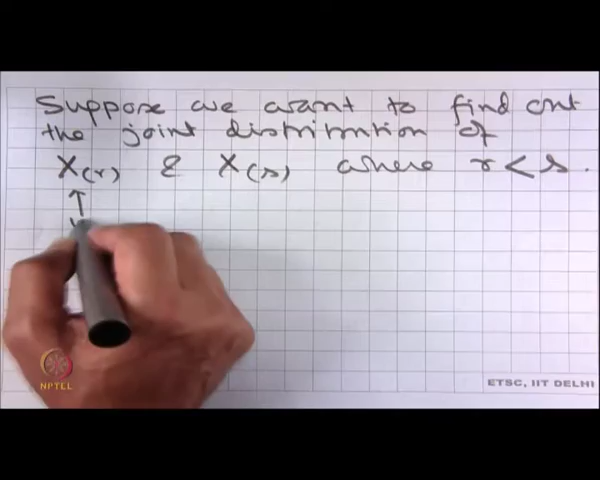 Suppose we want to find out
the joint distribution of
X(r) & X(s) where r < s.
↑
NPTEL
ETSC, IIT DELHI